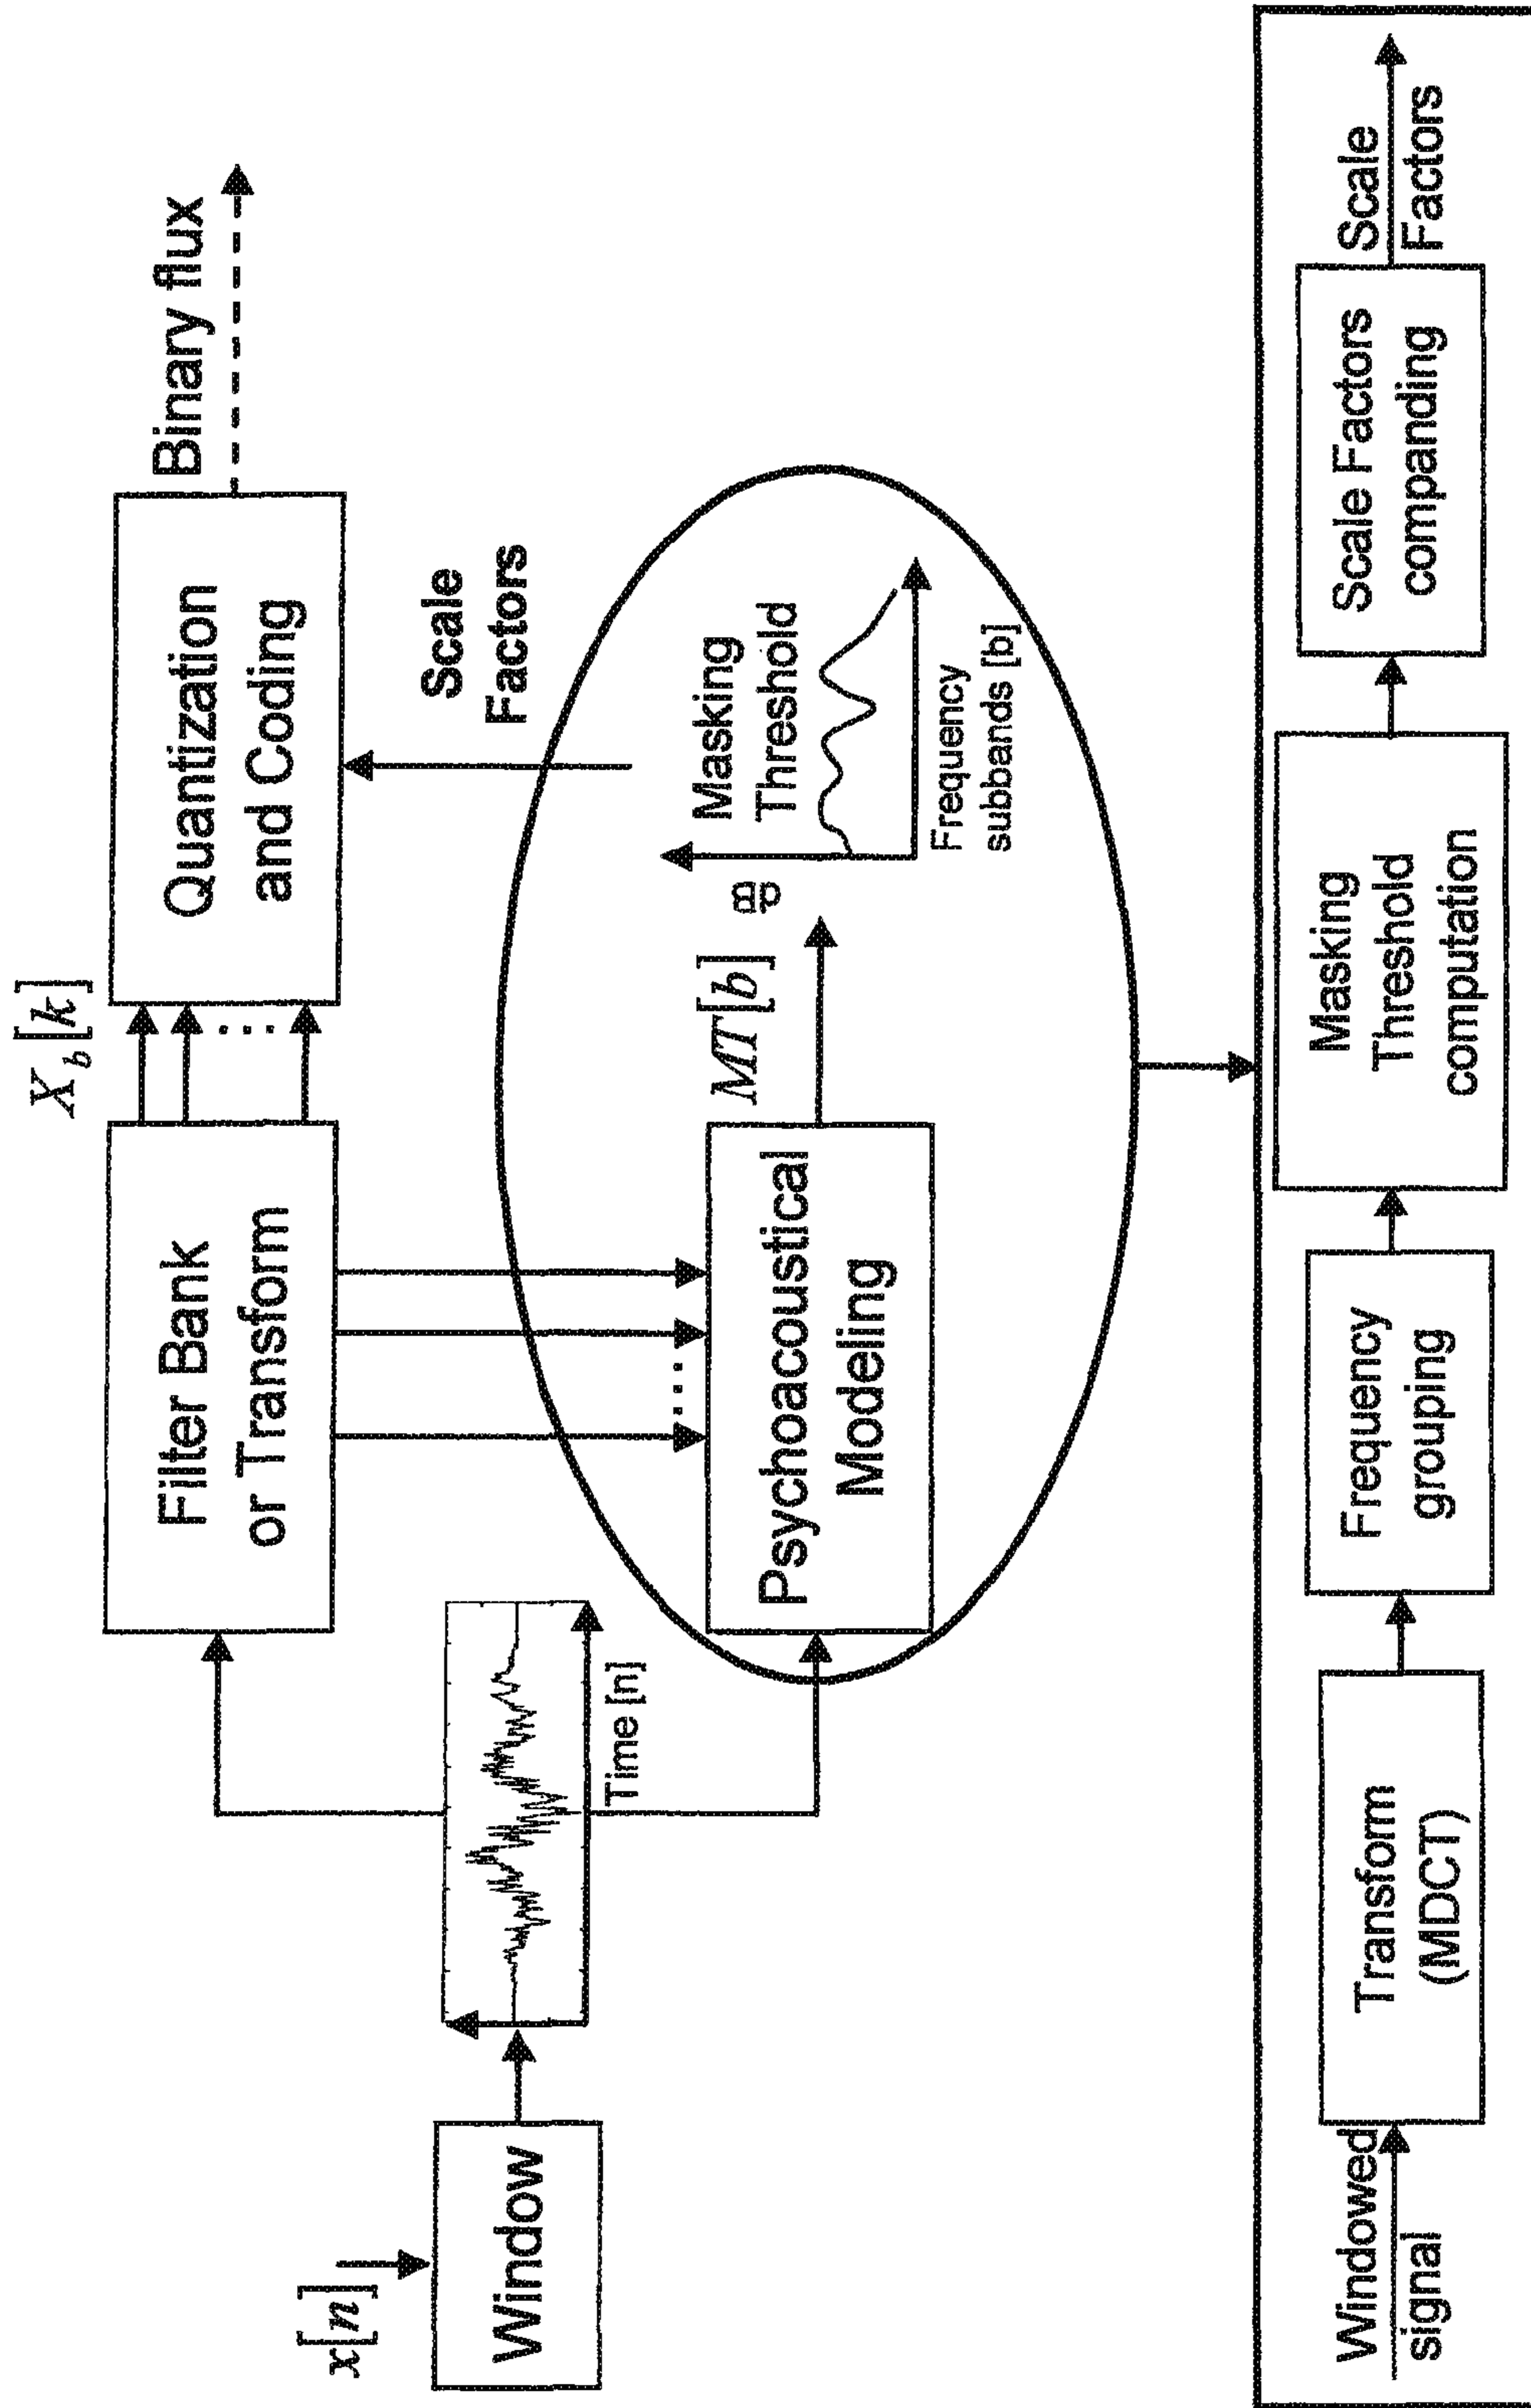 x[n]
Window
Time [n]
Filter Bank
or Transform
X_b[k]
Quantization
and Coding
Binary flux
Scale
Factors
Psychoacoustical
Modeling
MT[b]
dB
Masking
Threshold
Frequency
subbands [b]
Windowed
signal
Transform
(MDCT)
Frequency
grouping
Masking
Threshold
computation
Scale Factors
companding
Scale
Factors